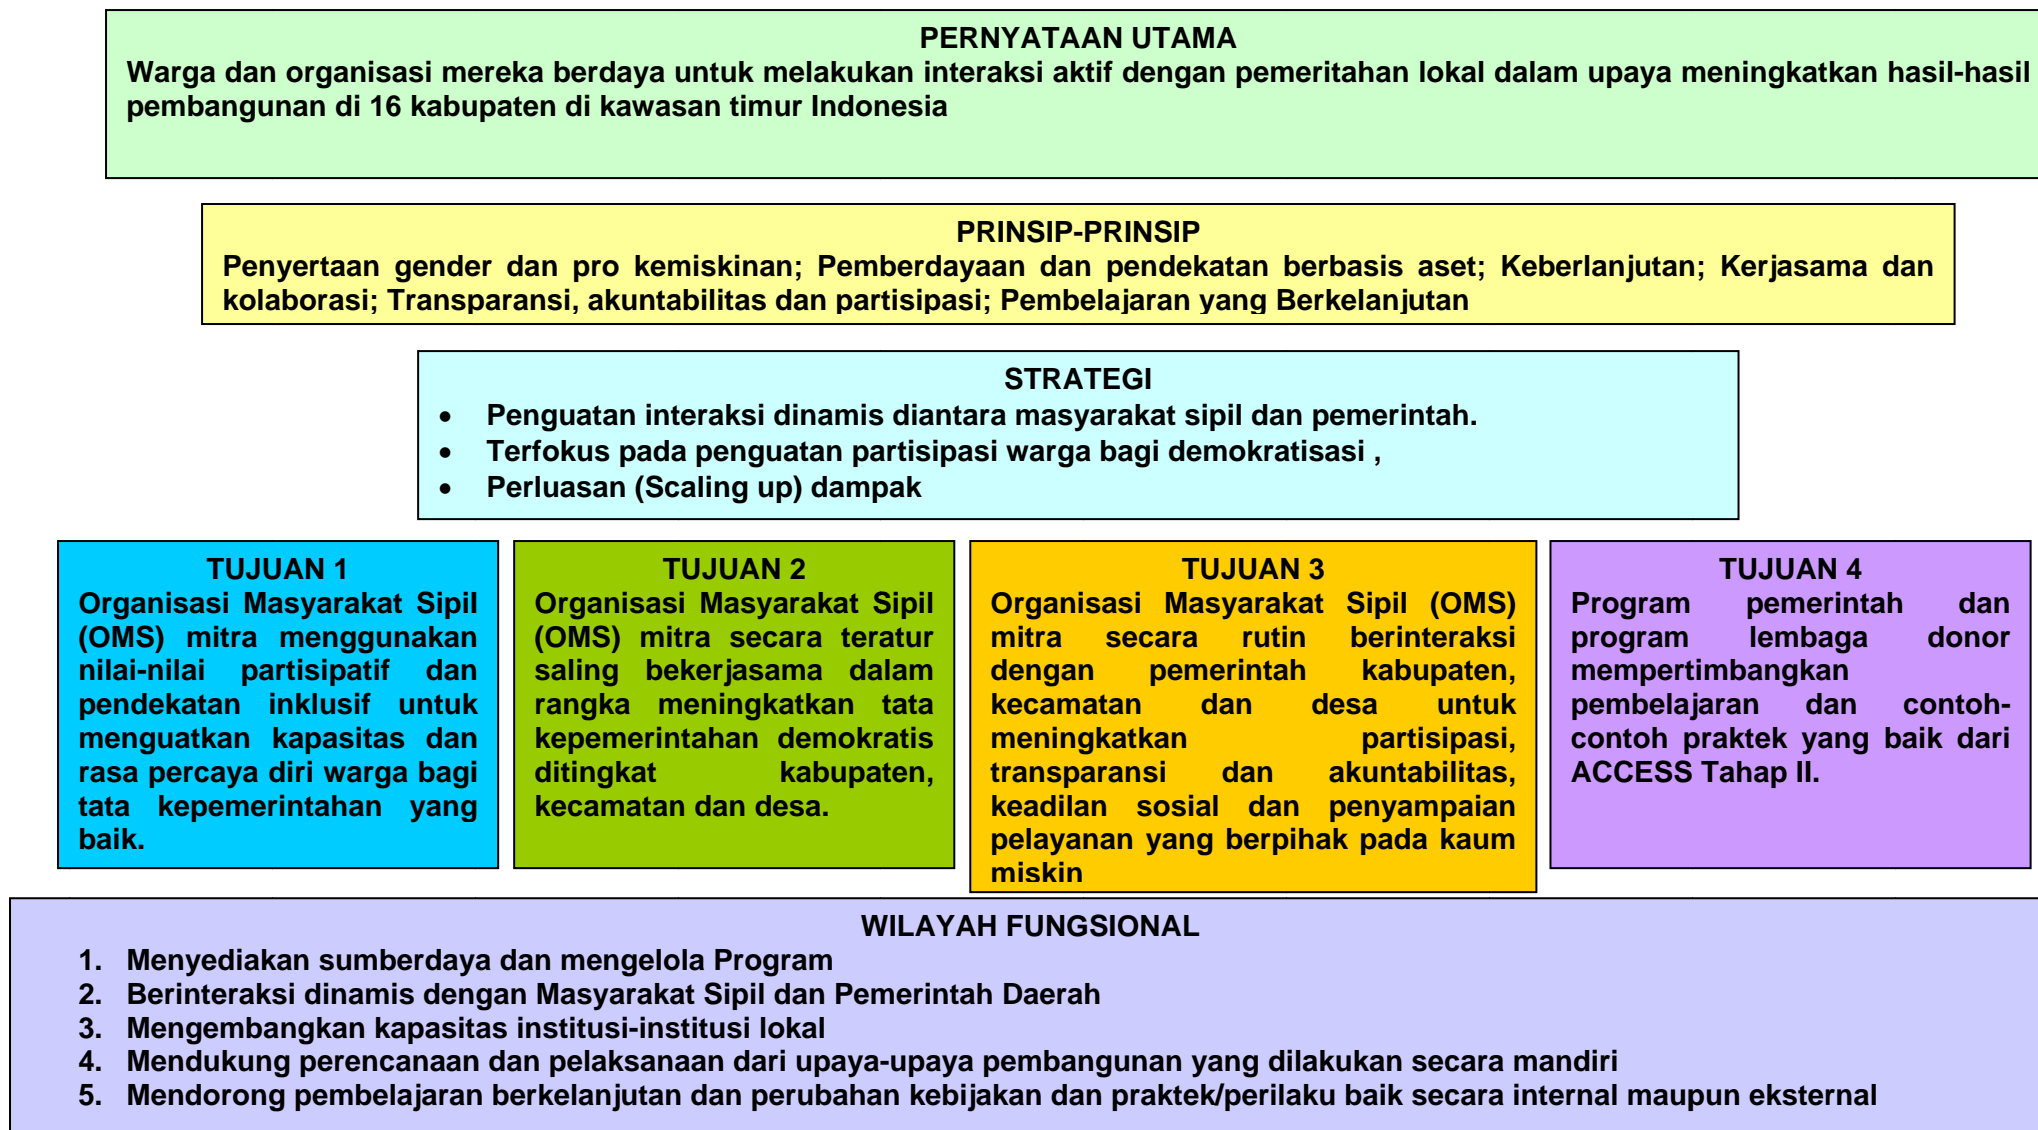 PERNYATAAN UTAMA
Warga dan organisasi mereka berdaya untuk melakukan interaksi aktif dengan pemeritahan lokal dalam upaya meningkatkan hasil-hasil
pembangunan di 16 kabupaten di kawasan timur Indonesia
PRINSIP-PRINSIP
Penyertaan gender dan pro kemiskinan; Pemberdayaan dan pendekatan berbasis aset; Keberlanjutan; Kerjasama dan
kolaborasi; Transparansi, akuntabilitas dan partisipasi; Pembelajaran yang Berkelanjutan
STRATEGI
• Penguatan interaksi dinamis diantara masyarakat sipil dan pemerintah.
• Terfokus pada penguatan partisipasi warga bagi demokratisasi ,
• Perluasan (Scaling up) dampak
TUJUAN 1
Organisasi Masyarakat Sipil
(OMS) mitra menggunakan
nilai-nilai partisipatif dan
pendekatan inklusif untuk
menguatkan kapasitas dan
rasa percaya diri warga bagi
tata kepemerintahan yang
baik.
TUJUAN 2
Organisasi Masyarakat Sipil
(OMS) mitra secara teratur
saling bekerjasama dalam
rangka meningkatkan tata
kepemerintahan demokratis
ditingkat kabupaten,
kecamatan dan desa.
TUJUAN 3
Organisasi Masyarakat Sipil (OMS)
mitra secara rutin berinteraksi
dengan pemerintah kabupaten,
kecamatan dan desa untuk
meningkatkan partisipasi,
transparansi dan akuntabilitas,
keadilan sosial dan penyampaian
pelayanan yang berpihak pada kaum
miskin
TUJUAN 4
Program pemerintah dan
program lembaga donor
mempertimbangkan
pembelajaran dan contoh-
contoh praktek yang baik dari
ACCESS Tahap II.
WILAYAH FUNGSIONAL
1. Menyediakan sumberdaya dan mengelola Program
2. Berinteraksi dinamis dengan Masyarakat Sipil dan Pemerintah Daerah
3. Mengembangkan kapasitas institusi-institusi lokal
4. Mendukung perencanaan dan pelaksanaan dari upaya-upaya pembangunan yang dilakukan secara mandiri
5. Mendorong pembelajaran berkelanjutan dan perubahan kebijakan dan praktek/perilaku baik secara internal maupun eksternal